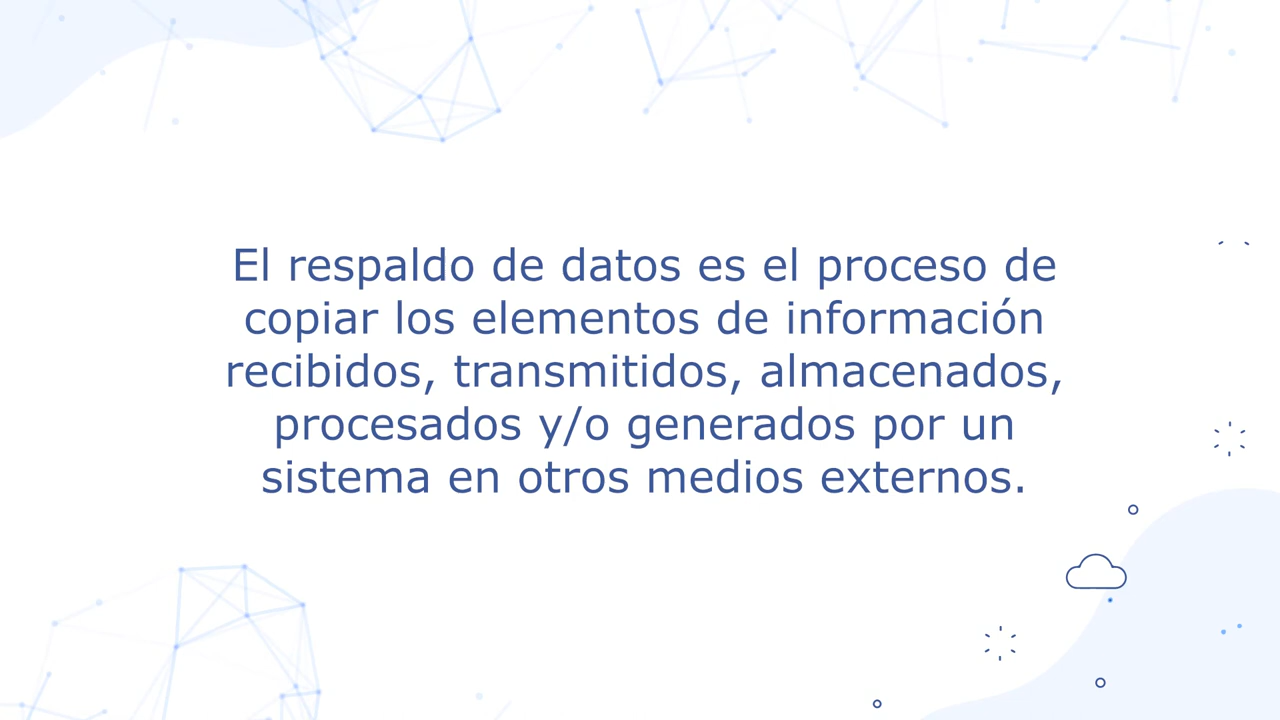 El respaldo de datos es el proceso de
copiar los elementos de información
recibidos, transmitidos, almacenados,
procesados y/o generados por un
sistema en otros medios externos.